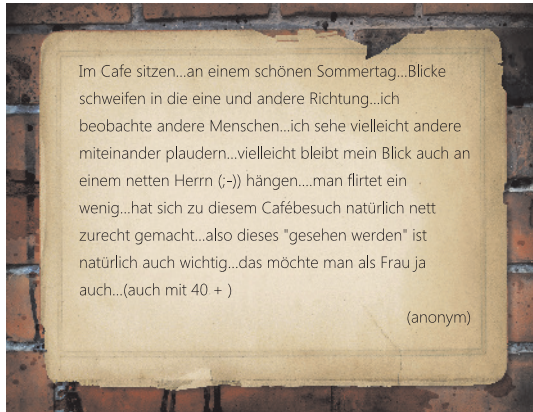 Im Cafe sitzen...an einem schönen Sommertag...Blicke
schweifen in die eine und andere Richtung...ich
beobachte andere Menschen...ich sehe vielleicht andere
miteinander plaudern...vielleicht bleibt mein Blick auch an
einem netten Herrn (;-)) hängen....man flirtet ein
wenig...hat sich zu diesem Cafébesuch natürlich nett
zurecht gemacht...also dieses "gesehen werden" ist
natürlich auch wichtig...das möchte man als Frau ja
auch...(auch mit 40 + )
(anonym)